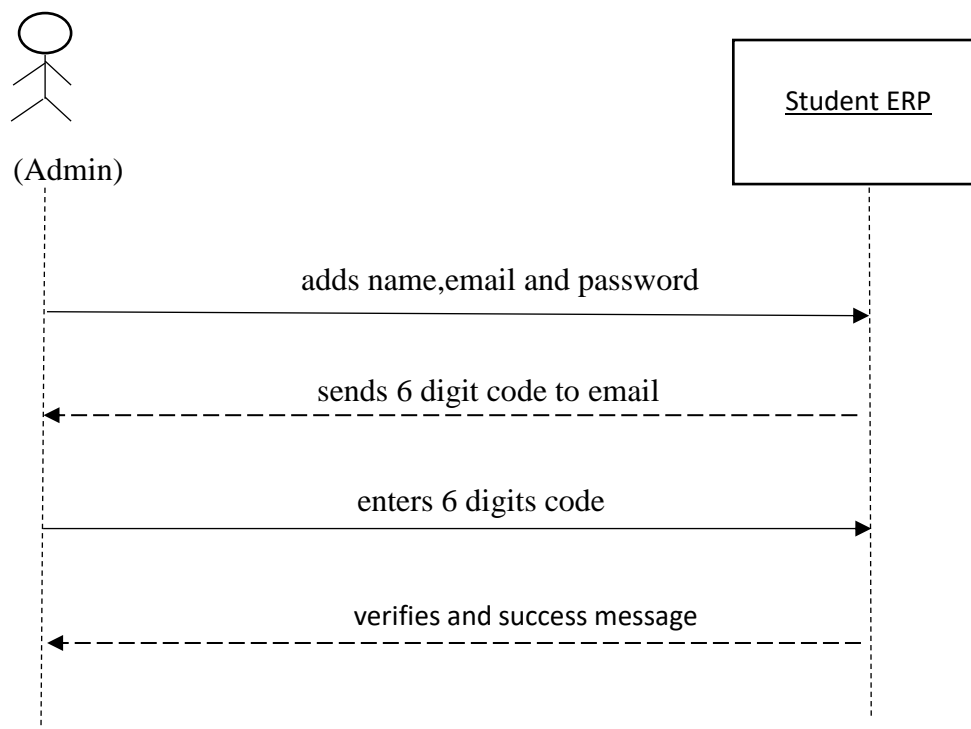 Student ERP
(Admin)
adds name,email and password
sends 6 digit code to email
enters 6 digits code
verifies and success message